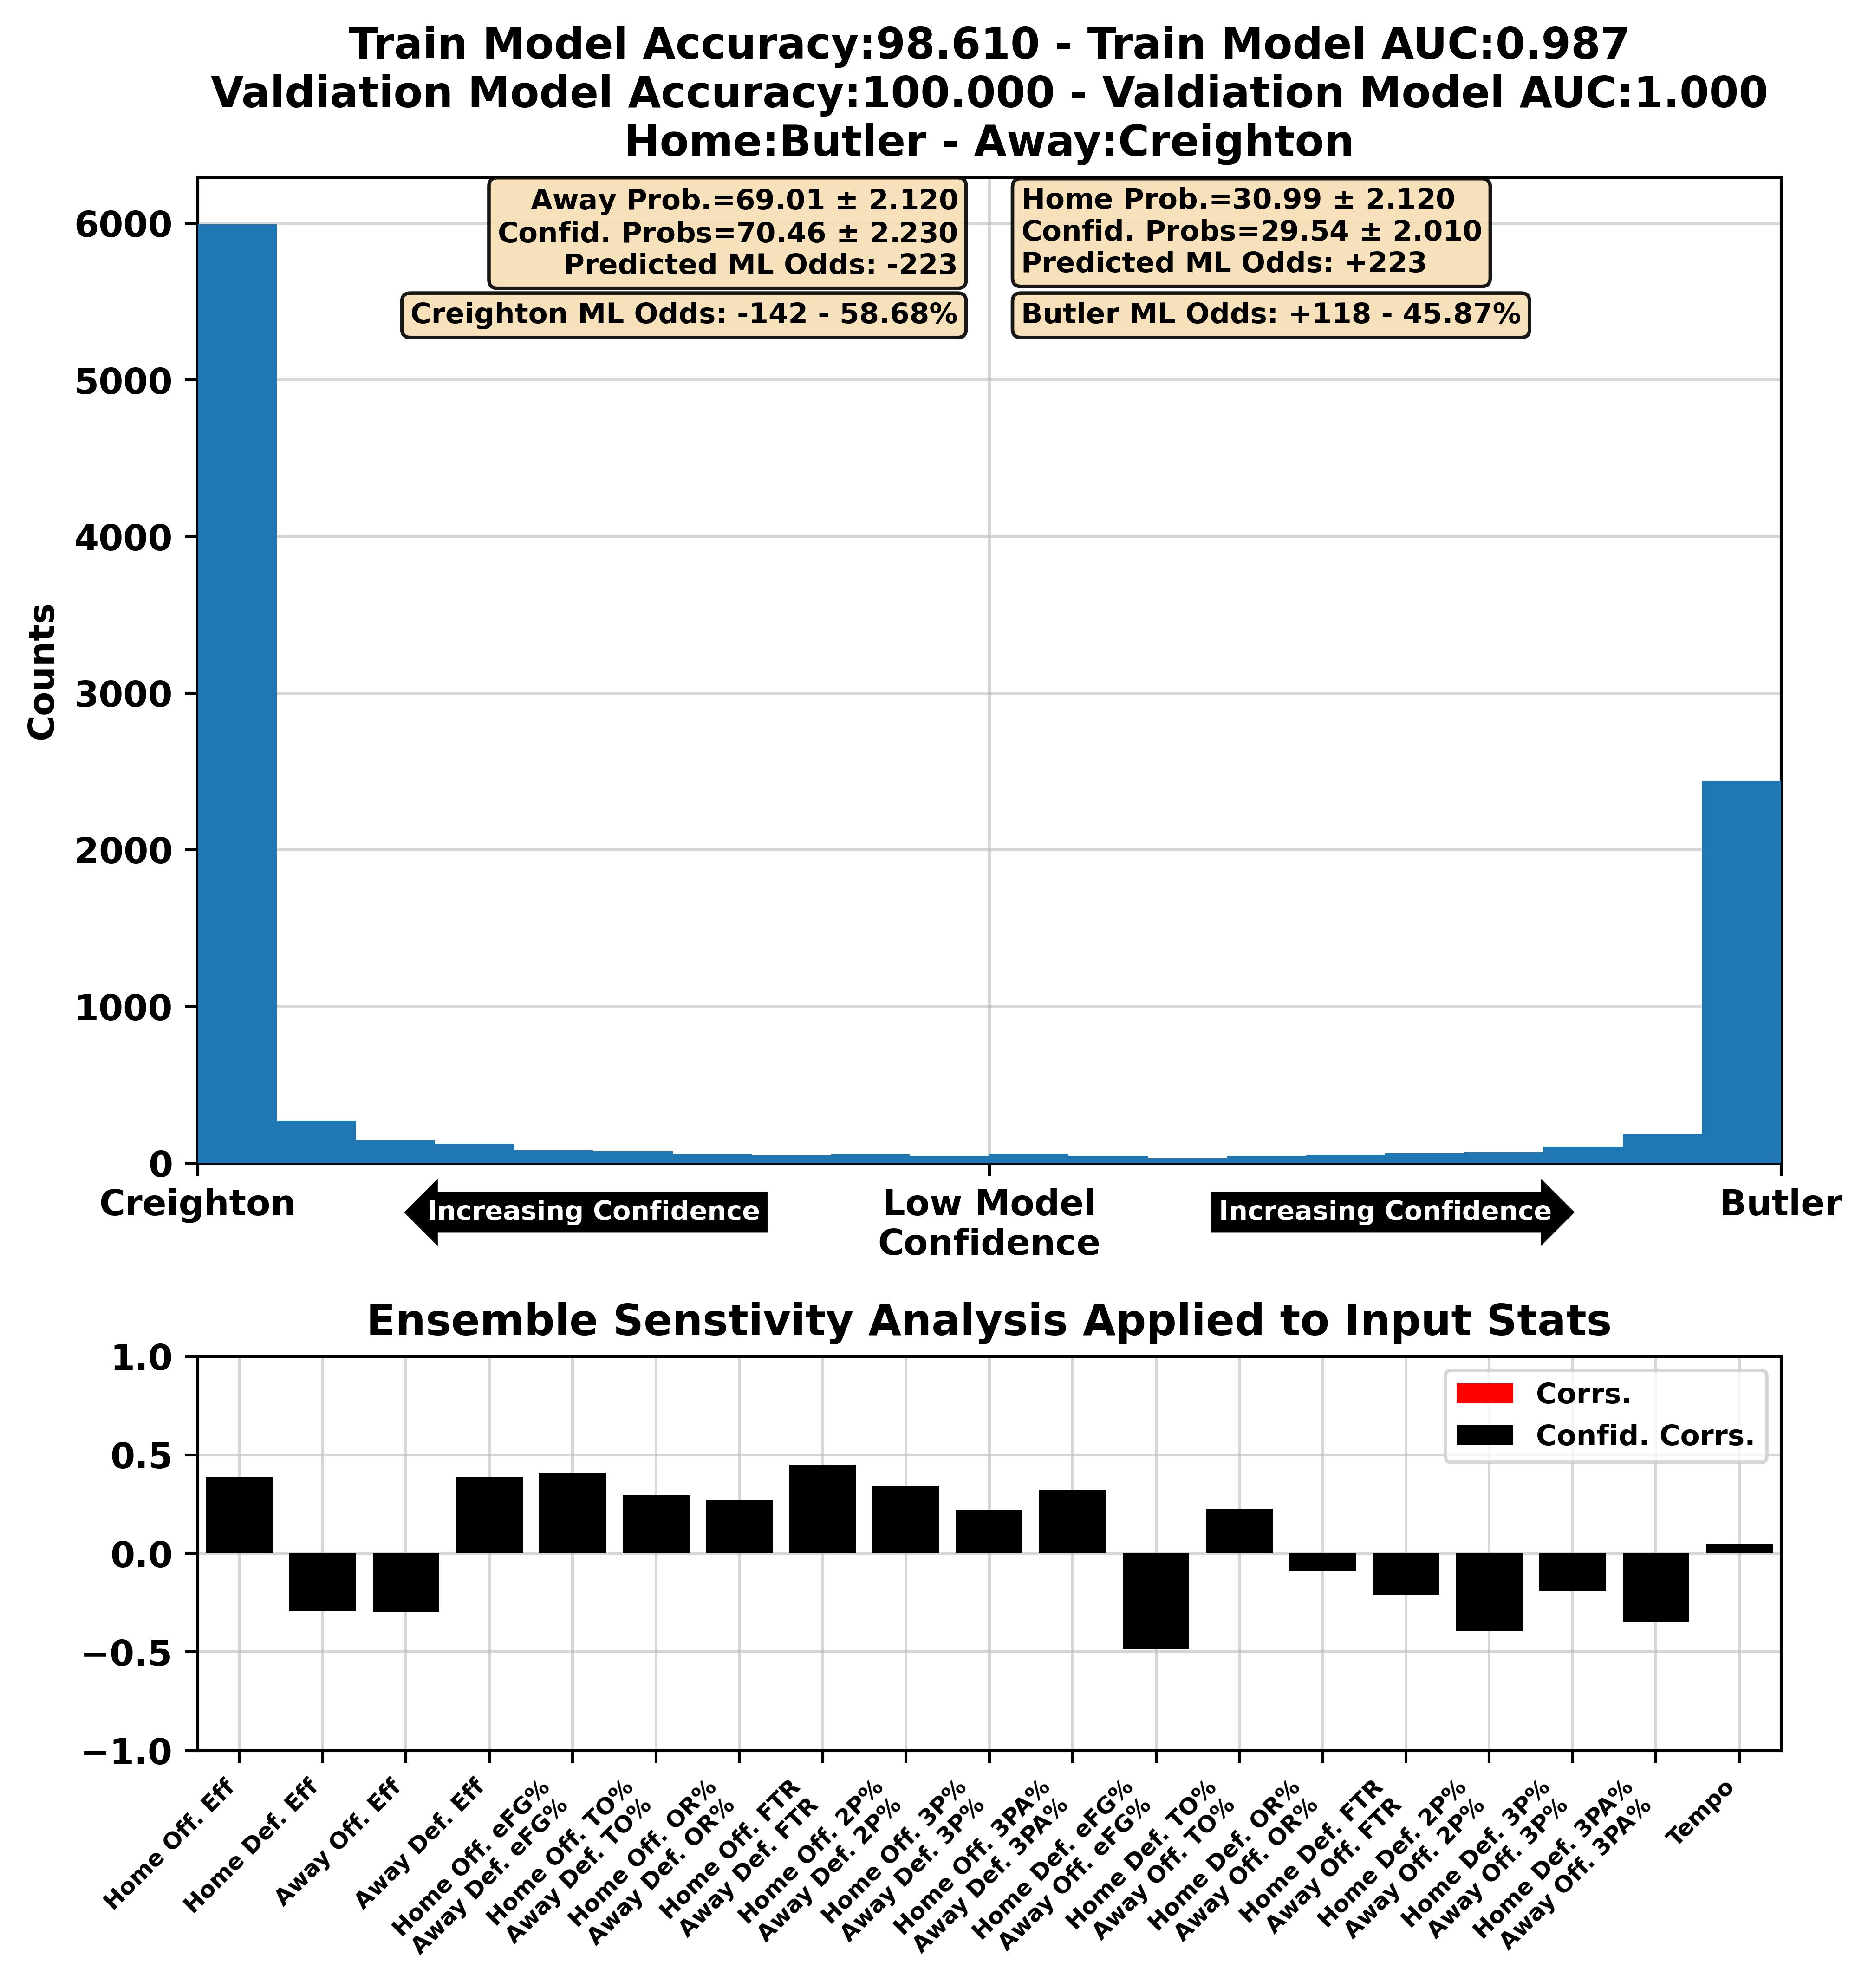 Train Model Accuracy:98.610 - Train Model AUC:0.987
Valdiation Model Accuracy:100.000 - Valdiation Model AUC:1.000
Home:Butler - Away:Creighton
Away Prob.=69.01 ± 2.120
Confid. Probs=70.46 ± 2.230
Predicted ML Odds: -223
Home Prob.=30.99 ± 2.120
Confid. Probs=29.54 ± 2.010
Predicted ML Odds: +223
Creighton ML Odds: -142 - 58.68%
Butler ML Odds: +118 - 45.87%
Counts
6000
5000
4000
3000
2000
1000
0
Creighton
Increasing Confidence
Low Model
Confidence
Increasing Confidence
Butler
Ensemble Senstivity Analysis Applied to Input Stats
1.0
0.5
0.0
−0.5
−1.0
Corrs.
Confid. Corrs.
Home Off. Eff
Home Def. Eff
Away Off. Eff
Away Def. Eff
Home Off. eFG%
Away Def. eFG%
Home Off. TO%
Away Def. TO%
Home Off. OR%
Away Def. OR%
Home Off. FTR
Away Def. FTR
Home Off. 2P%
Away Def. 2P%
Home Off. 3P%
Away Def. 3P%
Home Off. 3PA%
Away Def. 3PA%
Home Def. eFG%
Away Off. eFG%
Home Def. TO%
Away Off. TO%
Home Def. OR%
Away Off. OR%
Home Def. FTR
Away Off. FTR
Home Def. 2P%
Away Off. 2P%
Home Def. 3P%
Away Off. 3P%
Home Def. 3PA%
Away Off. 3PA%
Tempo